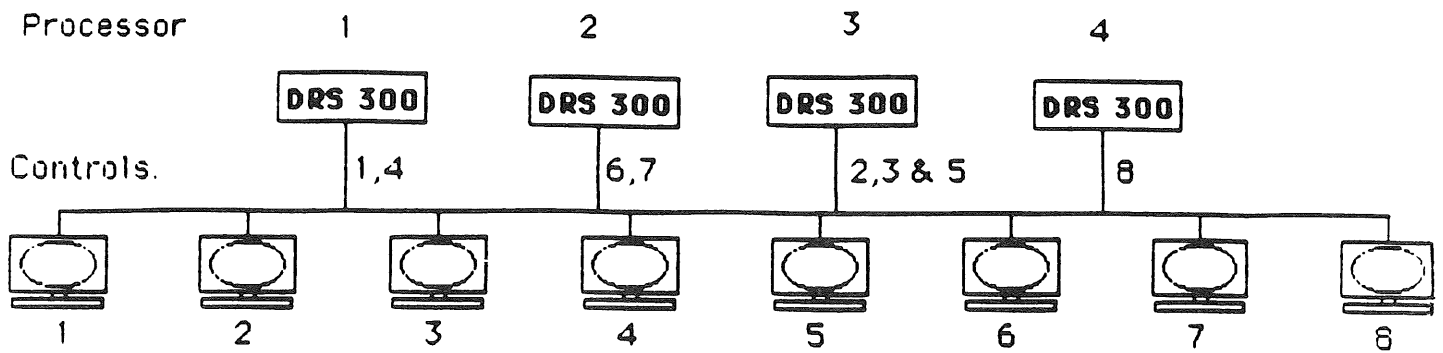 Processor 1 2 3 4
DRS 300 DRS 300 DRS 300 DRS 300
Controls. 1,4 6,7 2,3 & 5 8
1 2 3 4 5 6 7 8